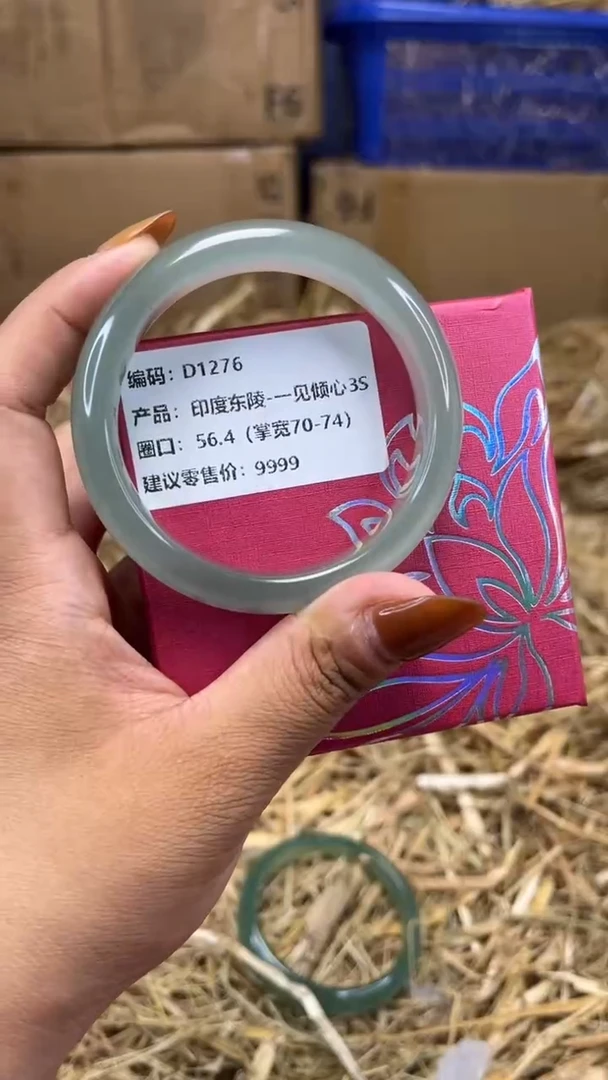 编码：D1276
产品：印度东陵-一见倾心3S
圈口：56.4（掌宽70-74）
建议零售价：9999